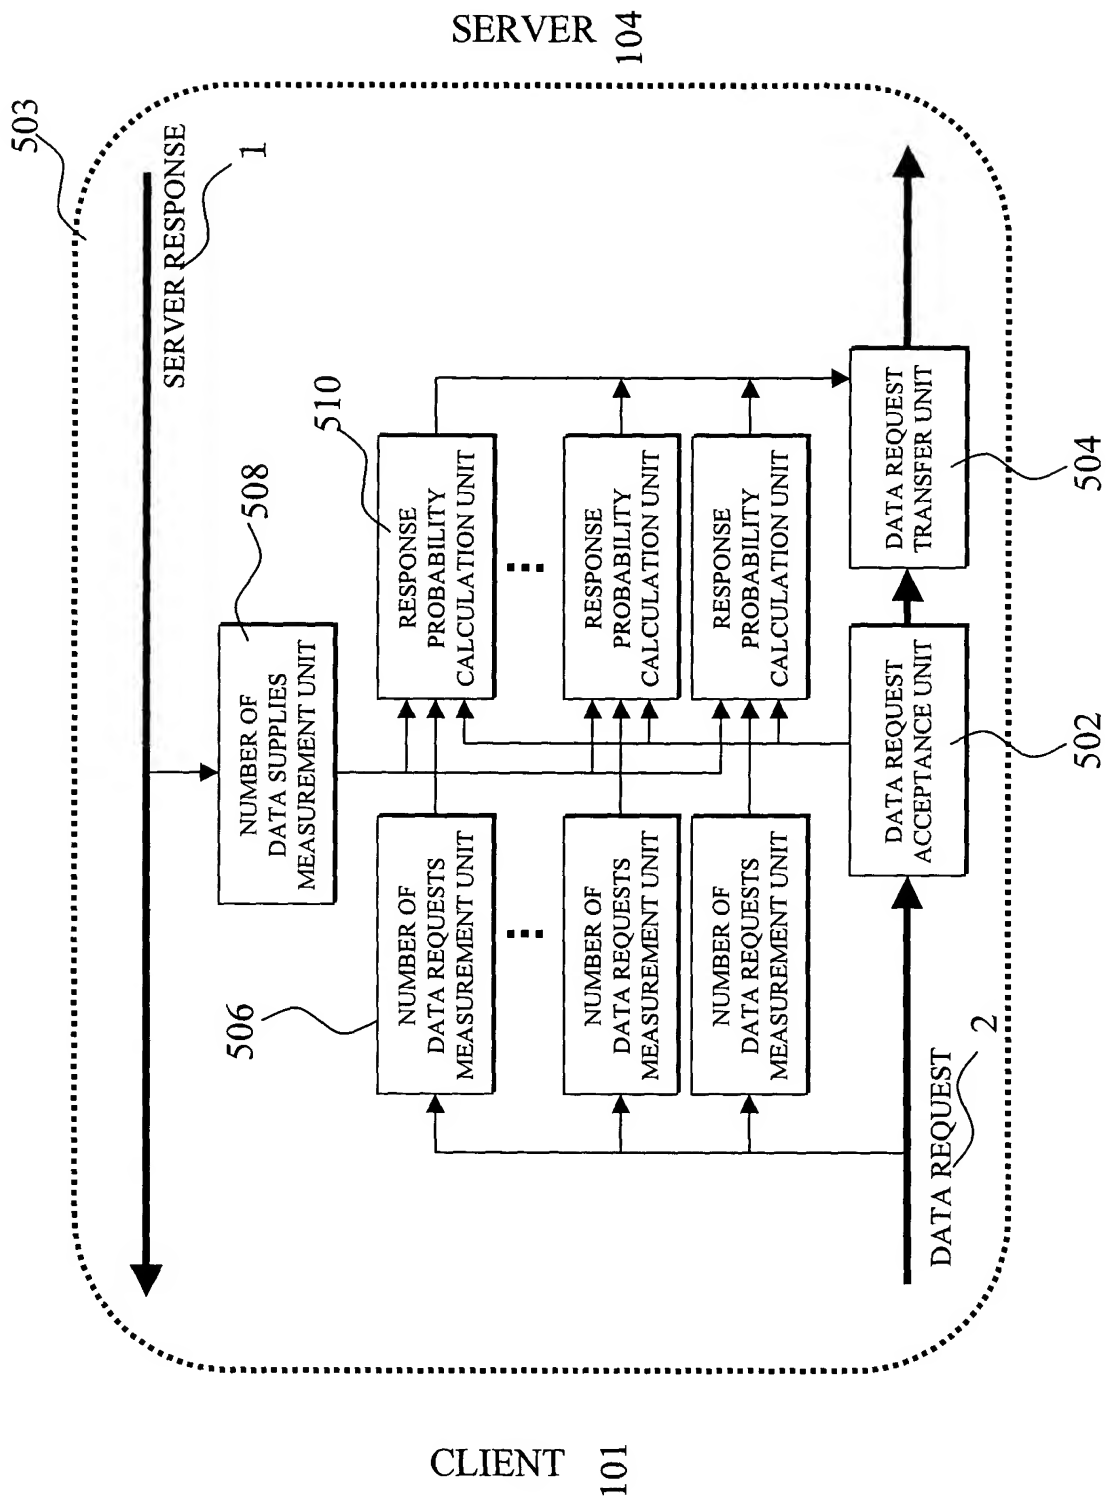 503
SERVER RESPONSE
1
NUMBER OF
DATA SUPPLIES
MEASUREMENT UNIT
508
506
NUMBER OF
DATA REQUESTS
MEASUREMENT UNIT
RESPONSE
PROBABILITY
CALCULATION UNIT
510
NUMBER OF
DATA REQUESTS
MEASUREMENT UNIT
RESPONSE
PROBABILITY
CALCULATION UNIT
NUMBER OF
DATA REQUESTS
MEASUREMENT UNIT
RESPONSE
PROBABILITY
CALCULATION UNIT
CLIENT 101
SERVER 104
DATA REQUEST
ACCEPTANCE UNIT
DATA REQUEST
TRANSFER UNIT
DATA REQUEST
2
502
504